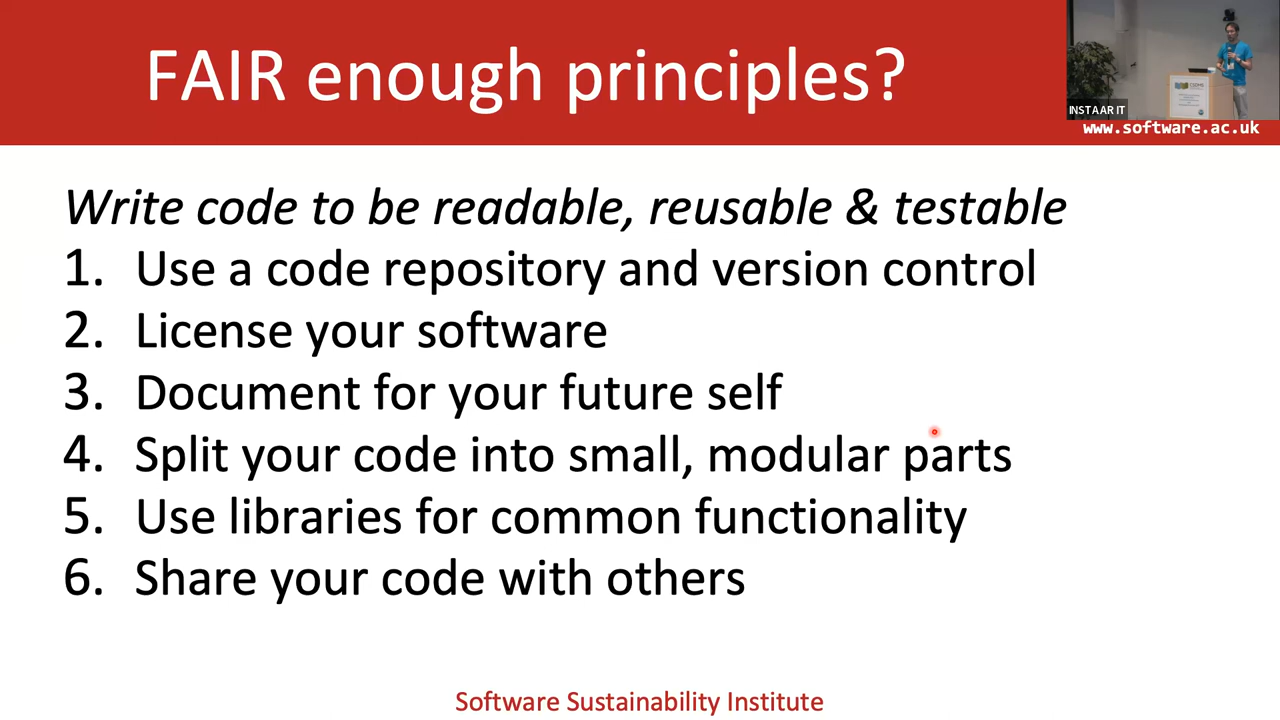 FAIR enough principles?
INSTAAR IT
www.software.ac.uk
Write code to be readable, reusable & testable
1. Use a code repository and version control
2. License your software
3. Document for your future self
4. Split your code into small, modular parts
5. Use libraries for common functionality
6. Share your code with others
Software Sustainability Institute